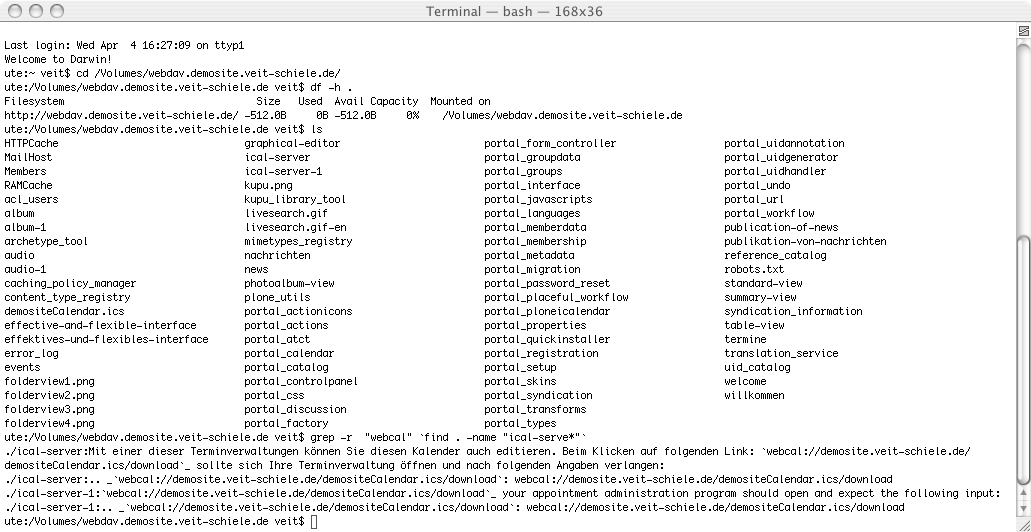 Terminal — bash — 168x36
Last login: Wed Apr  4 16:27:09 on ttyp1
Welcome to Darwin!
ute:~ veit$ cd /Volumes/webdav.demosite.veit-schiele.de/
ute:/Volumes/webdav.demosite.veit-schiele.de veit$ df -h .
Filesystem                              Size   Used  Avail Capacity  Mounted on
http://webdav.demosite.veit-schiele.de/ -512.0B     0B -512.0B     0%    /Volumes/webdav.demosite.veit-schiele.de
ute:/Volumes/webdav.demosite.veit-schiele.de veit$ ls
HTTPCache                               graphical-editor                        portal_form_controller                  portal_uidannotation
MailHost                                ical-server                             portal_groupdata                        portal_uidgenerator
Members                                 ical-server-1                           portal_groups                           portal_uidhandler
RAMCache                                kupu.png                                portal_interface                        portal_undo
acl_users                               kupu_library_tool                       portal_javascripts                      portal_url
album                                   livesearch.gif                          portal_languages                        portal_workflow
album-1                                 livesearch.gif-en                       portal_memberdata                       publication-of-news
archetype_tool                          mimetypes_registry                      portal_membership                       publikation-von-nachrichten
audio                                   nachrichten                             portal_metadata                         reference_catalog
audio-1                                 news                                    portal_migration                        robots.txt
caching_policy_manager                  photoalbum-view                         portal_password_reset                   standard-view
content_type_registry                   plone_utils                             portal_placeful_workflow                summary-view
demositeCalendar.ics                    portal_actionicons                      portal_ploneicalendar                   syndication_information
effective-and-flexible-interface        portal_actions                          portal_properties                       table-view
effektives-und-flexibles-interface      portal_atct                             portal_quickinstaller                   termine
error_log                               portal_calendar                         portal_registration                     translation_service
events                                  portal_catalog                          portal_setup                            uid_catalog
folderview1.png                         portal_controlpanel                     portal_skins                            welcome
folderview2.png                         portal_css                              portal_syndication                      willkommen
folderview3.png                         portal_discussion                       portal_transforms
folderview4.png                         portal_factory                          portal_types
ute:/Volumes/webdav.demosite.veit-schiele.de veit$ grep -r  "webcal" `find . -name "ical-serve*"`
./ical-server:Mit einer dieser Terminverwaltungen können Sie diesen Kalender auch editieren. Beim Klicken auf folgenden Link: `webcal://demosite.veit-schiele.de/
demositeCalendar.ics/download`_ sollte sich Ihre Terminverwaltung öffnen und nach folgenden Angaben verlangen:
./ical-server:.. _`webcal://demosite.veit-schiele.de/demositeCalendar.ics/download`: webcal://demosite.veit-schiele.de/demositeCalendar.ics/download
./ical-server-1:`webcal://demosite.veit-schiele.de/demositeCalendar.ics/download`_ your appointment administration program should open and expect the following input:
./ical-server-1:.. _`webcal://demosite.veit-schiele.de/demositeCalendar.ics/download`: webcal://demosite.veit-schiele.de/demositeCalendar.ics/download
ute:/Volumes/webdav.demosite.veit-schiele.de veit$